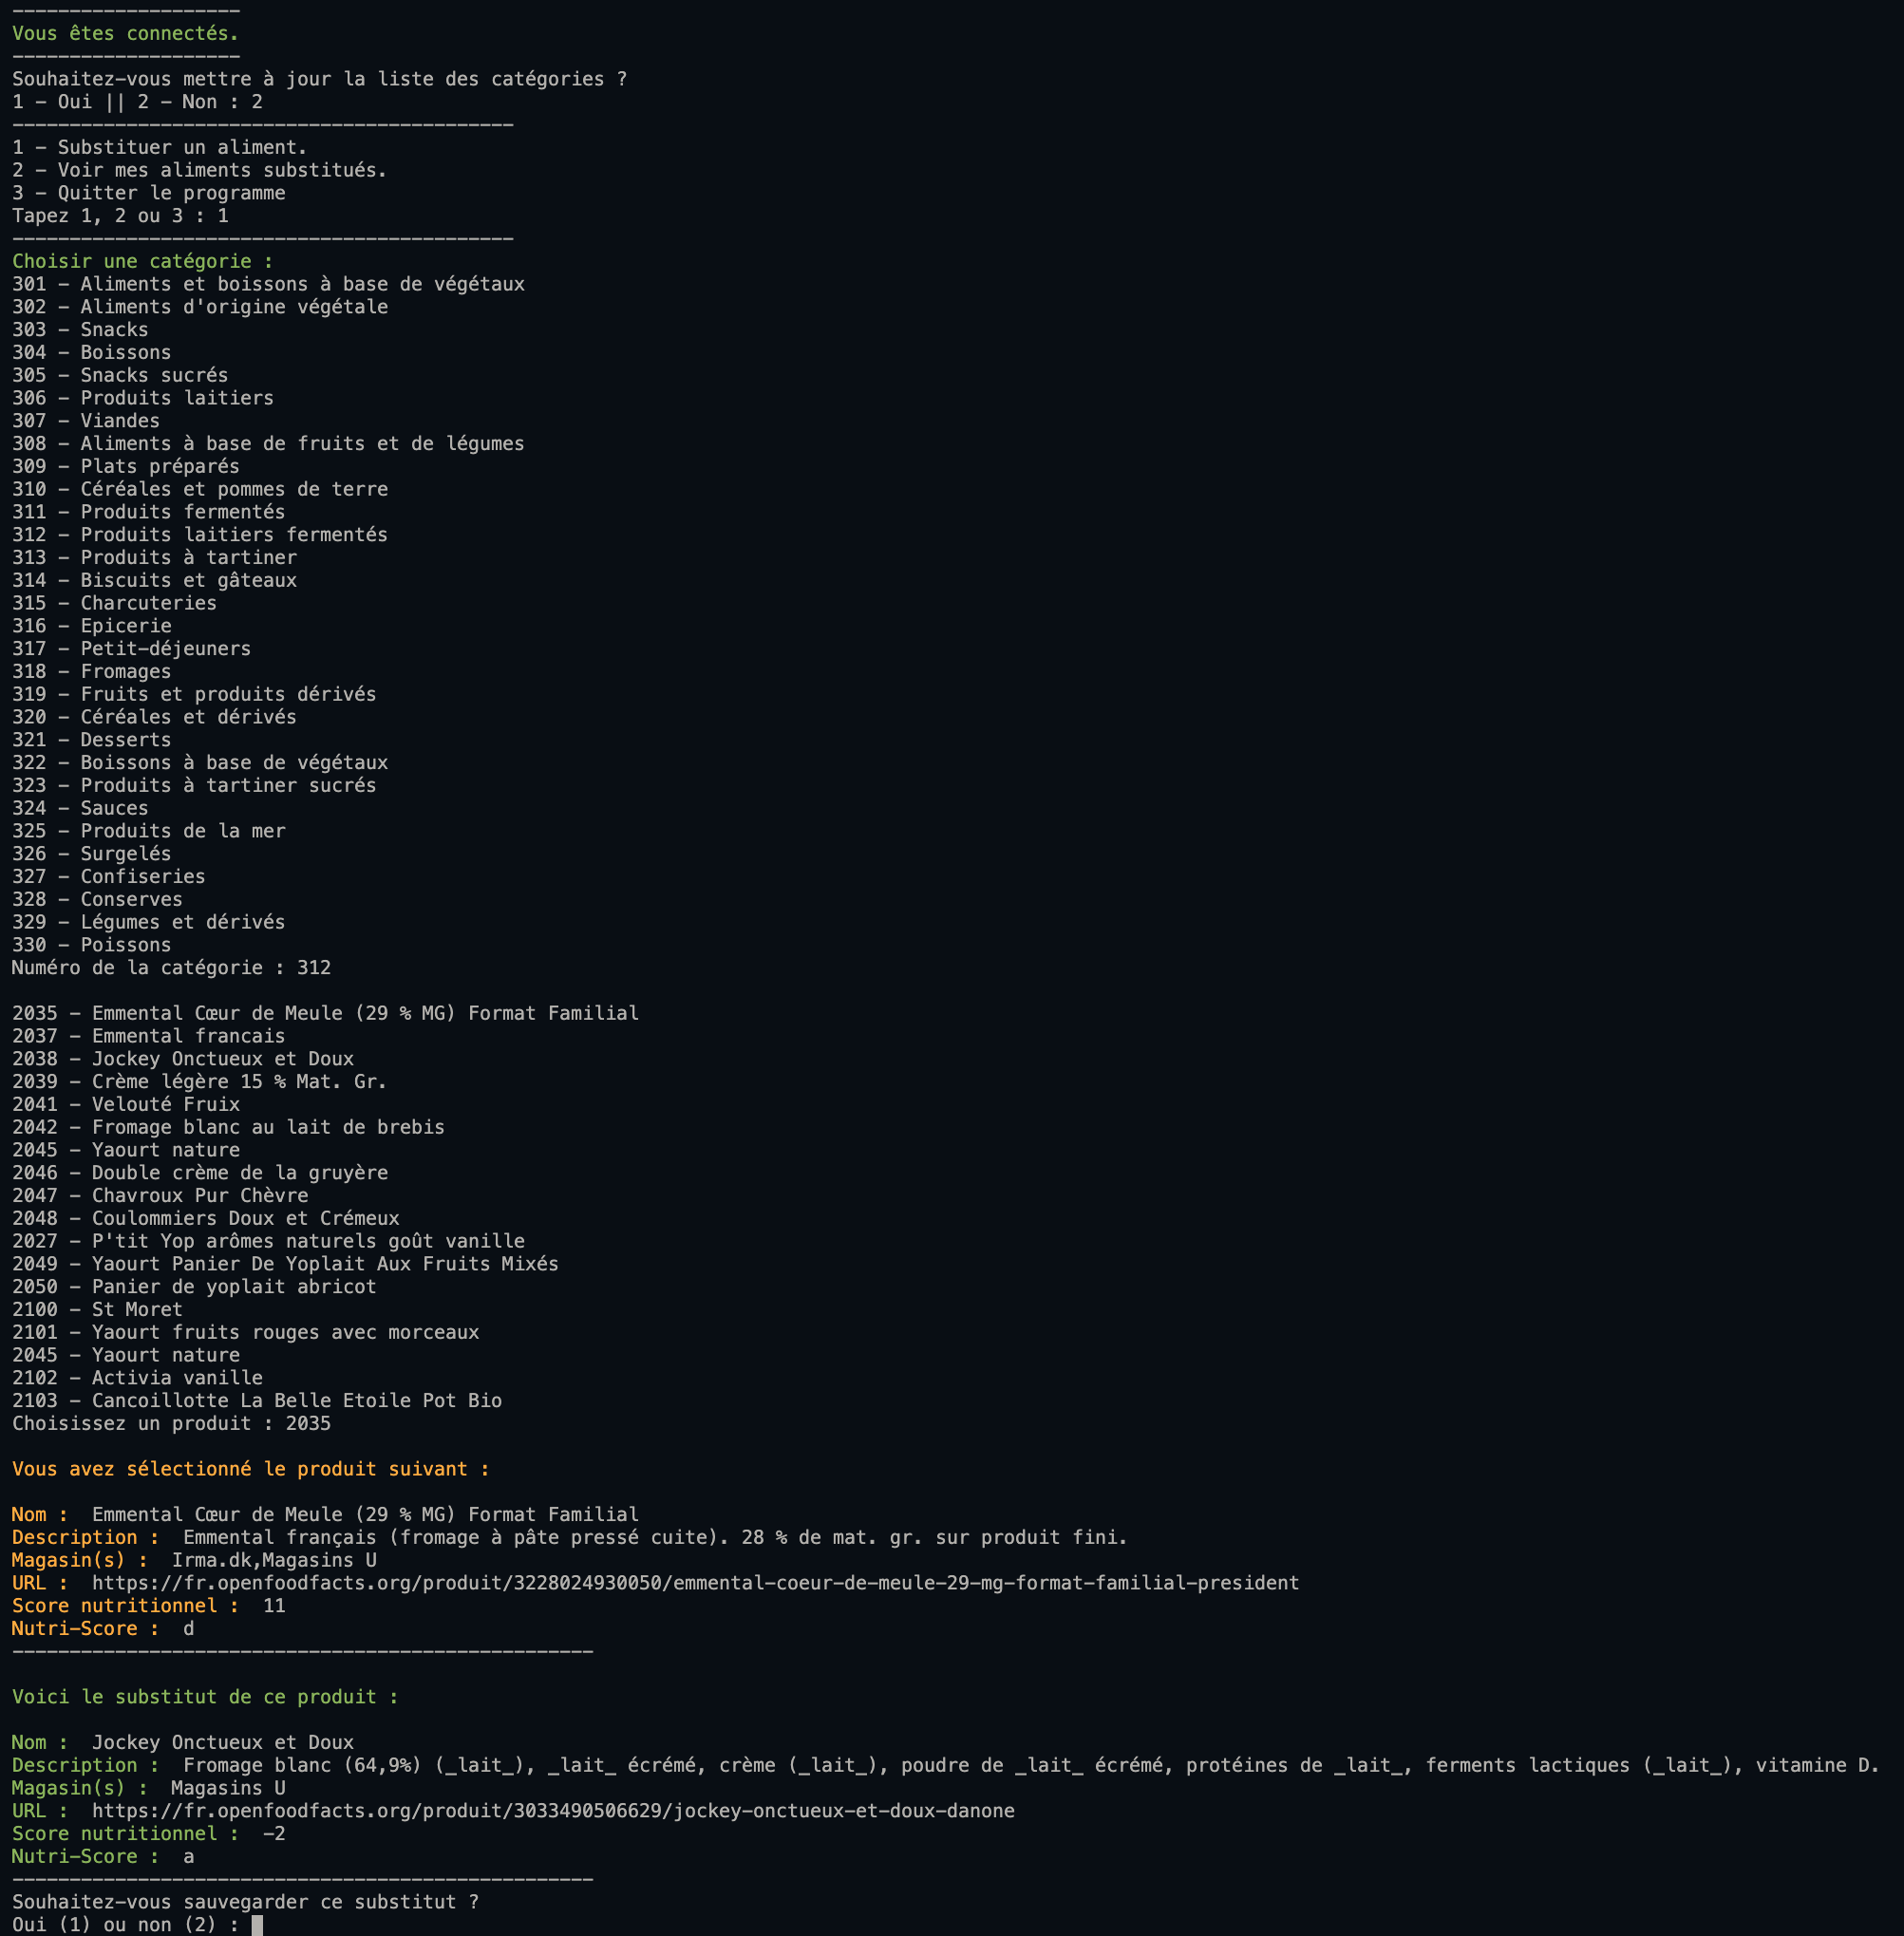 --------------------
Vous êtes connectés.
--------------------
Souhaitez-vous mettre à jour la liste des catégories ?
1 - Oui || 2 - Non : 2
--------------------------------------------
1 - Substituer un aliment.
2 - Voir mes aliments substitués.
3 - Quitter le programme
Tapez 1, 2 ou 3 : 1
--------------------------------------------
Choisir une catégorie :
301 - Aliments et boissons à base de végétaux
302 - Aliments d'origine végétale
303 - Snacks
304 - Boissons
305 - Snacks sucrés
306 - Produits laitiers
307 - Viandes
308 - Aliments à base de fruits et de légumes
309 - Plats préparés
310 - Céréales et pommes de terre
311 - Produits fermentés
312 - Produits laitiers fermentés
313 - Produits à tartiner
314 - Biscuits et gâteaux
315 - Charcuteries
316 - Epicerie
317 - Petit-déjeuners
318 - Fromages
319 - Fruits et produits dérivés
320 - Céréales et dérivés
321 - Desserts
322 - Boissons à base de végétaux
323 - Produits à tartiner sucrés
324 - Sauces
325 - Produits de la mer
326 - Surgelés
327 - Confiseries
328 - Conserves
329 - Légumes et dérivés
330 - Poissons
Numéro de la catégorie : 312

2035 - Emmental Cœur de Meule (29 % MG) Format Familial
2037 - Emmental francais
2038 - Jockey Onctueux et Doux
2039 - Crème légère 15 % Mat. Gr.
2041 - Velouté Fruix
2042 - Fromage blanc au lait de brebis
2045 - Yaourt nature
2046 - Double crème de la gruyère
2047 - Chavroux Pur Chèvre
2048 - Coulommiers Doux et Crémeux
2027 - P'tit Yop arômes naturels goût vanille
2049 - Yaourt Panier De Yoplait Aux Fruits Mixés
2050 - Panier de yoplait abricot
2100 - St Moret
2101 - Yaourt fruits rouges avec morceaux
2045 - Yaourt nature
2102 - Activia vanille
2103 - Cancoillotte La Belle Etoile Pot Bio
Choisissez un produit : 2035

Vous avez sélectionné le produit suivant :

Nom :  Emmental Cœur de Meule (29 % MG) Format Familial
Description :  Emmental français (fromage à pâte pressé cuite). 28 % de mat. gr. sur produit fini.
Magasin(s) :  Irma.dk,Magasins U
URL :  https://fr.openfoodfacts.org/produit/3228024930050/emmental-coeur-de-meule-29-mg-format-familial-president
Score nutritionnel :  11
Nutri-Score :  d
---------------------------------------------------

Voici le substitut de ce produit :

Nom :  Jockey Onctueux et Doux
Description :  Fromage blanc (64,9%) (_lait_), _lait_ écrémé, crème (_lait_), poudre de _lait_ écrémé, protéines de _lait_, ferments lactiques (_lait_), vitamine D.
Magasin(s) :  Magasins U
URL :  https://fr.openfoodfacts.org/produit/3033490506629/jockey-onctueux-et-doux-danone
Score nutritionnel :  -2
Nutri-Score :  a
---------------------------------------------------
Souhaitez-vous sauvegarder ce substitut ?
Oui (1) ou non (2) :